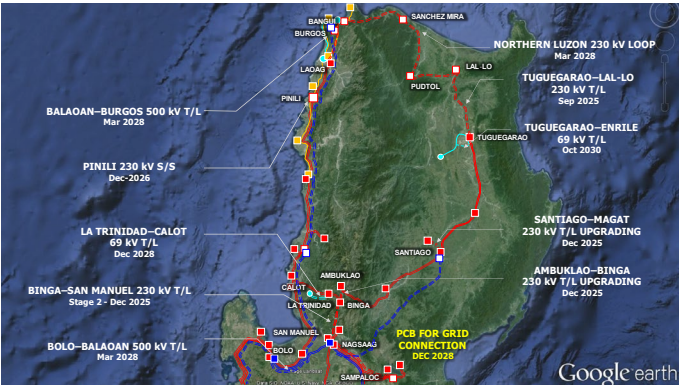 BANGUI
SANCHEZ MIRA
BURGOS
NORTHERN LUZON 230 kV LOOP
Mar 2028
LAOAG
LAL-LO
PUDTOL
TUGUEGARAO–LAL-LO
230 kV T/L
Sep 2025
PINILI
BALAOAN–BURGOS 500 kV T/L
Mar 2028
TUGUEGARAO–ENRILE
69 kV T/L
Oct 2030
TUGUEGARAO
PINILI 230 kV S/S
Dec-2026
LA TRINIDAD–CALOT
69 kV T/L
Dec 2028
SANTIAGO–MAGAT
230 kV T/L UPGRADING
Dec 2025
SANTIAGO
AMBUKLAO
AMBUKLAO–BINGA
230 kV T/L UPGRADING
Dec 2025
CALOT
BINGA–SAN MANUEL 230 kV T/L
Stage 2 - Dec 2025
LA TRINIDAD
BINGA
SAN MANUEL
PCB FOR GRID
CONNECTION
DEC 2028
BOLO–BALAOAN 500 kV T/L
Mar 2028
BOLO
NAGSAAG
SAMPALOC
Google earth